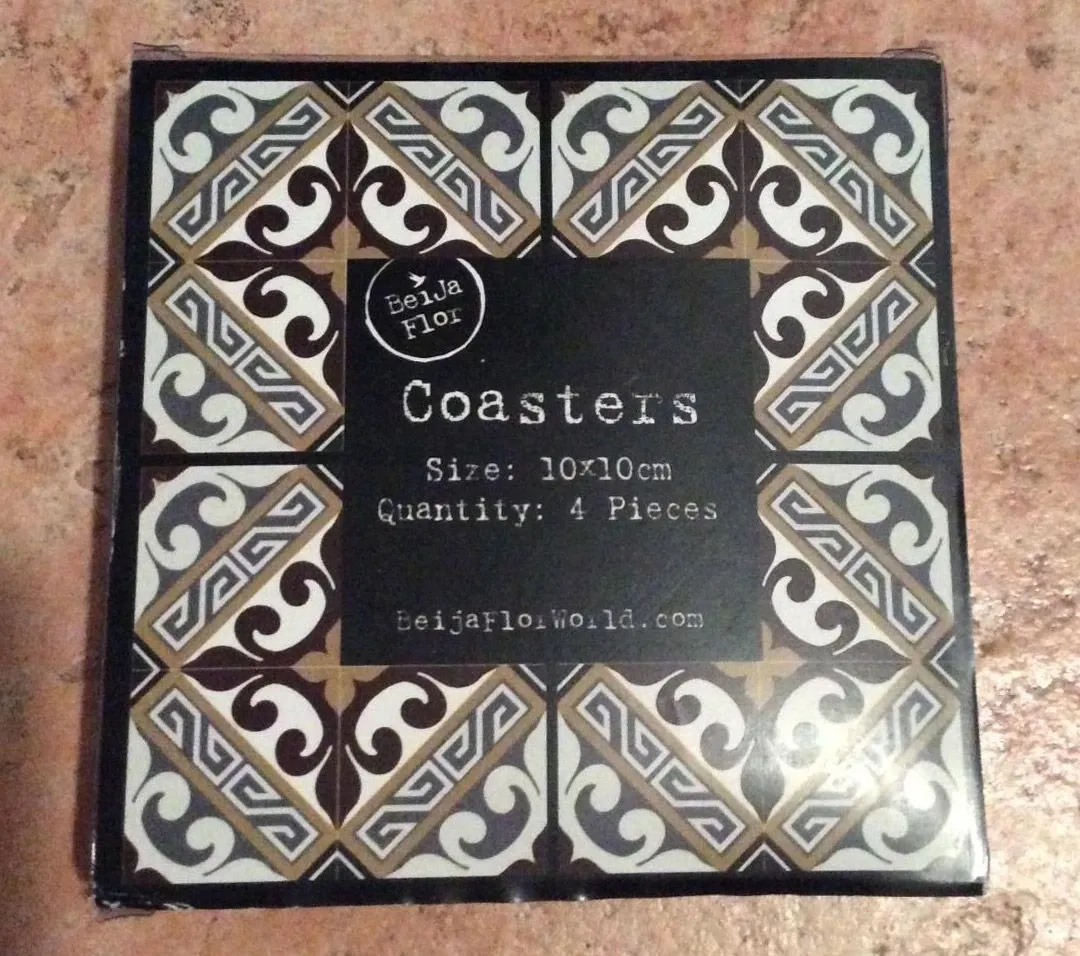 BeiJa
Flor
Coasters
Size: 10x10cm
Quantity: 4 Pieces
BeijaFlorWorld.com